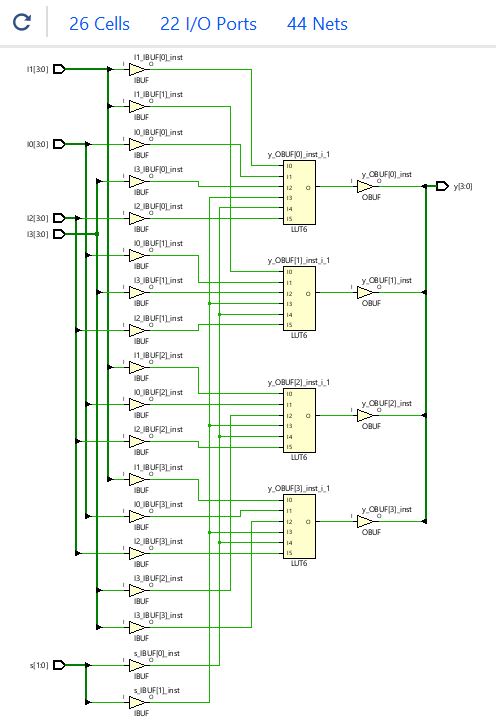 26 Cells 22 I/O Ports 44 Nets
I1[3:0]
I1_IBUF[0]_inst
I O
IBUF
I1_IBUF[1]_inst
I O
IBUF
I0[3:0]
I0_IBUF[0]_inst
I O
IBUF
I3_IBUF[0]_inst
I O
IBUF
I2[3:0]
I2_IBUF[0]_inst
I O
IBUF
I3[3:0]
I0_IBUF[1]_inst
I O
IBUF
I3_IBUF[1]_inst
I O
IBUF
I2_IBUF[1]_inst
I O
IBUF
I1_IBUF[2]_inst
I O
IBUF
I0_IBUF[2]_inst
I O
IBUF
I2_IBUF[2]_inst
I O
IBUF
I1_IBUF[3]_inst
I O
IBUF
I0_IBUF[3]_inst
I O
IBUF
I2_IBUF[3]_inst
I O
IBUF
I3_IBUF[2]_inst
I O
IBUF
I3_IBUF[3]_inst
I O
IBUF
s[1:0]
s_IBUF[0]_inst
I O
IBUF
s_IBUF[1]_inst
I O
IBUF
y_OBUF[0]_inst_i_1
I0
I1
I2 O
I3
I4
I5
LUT6
y_OBUF[1]_inst_i_1
I0
I1
I2 O
I3
I4
I5
LUT6
y_OBUF[2]_inst_i_1
I0
I1
I2 O
I3
I4
I5
LUT6
y_OBUF[3]_inst_i_1
I0
I1
I2 O
I3
I4
I5
LUT6
y_OBUF[0]_inst
I O
OBUF
y_OBUF[1]_inst
I O
OBUF
y_OBUF[2]_inst
I O
OBUF
y_OBUF[3]_inst
I O
OBUF
y[3:0]